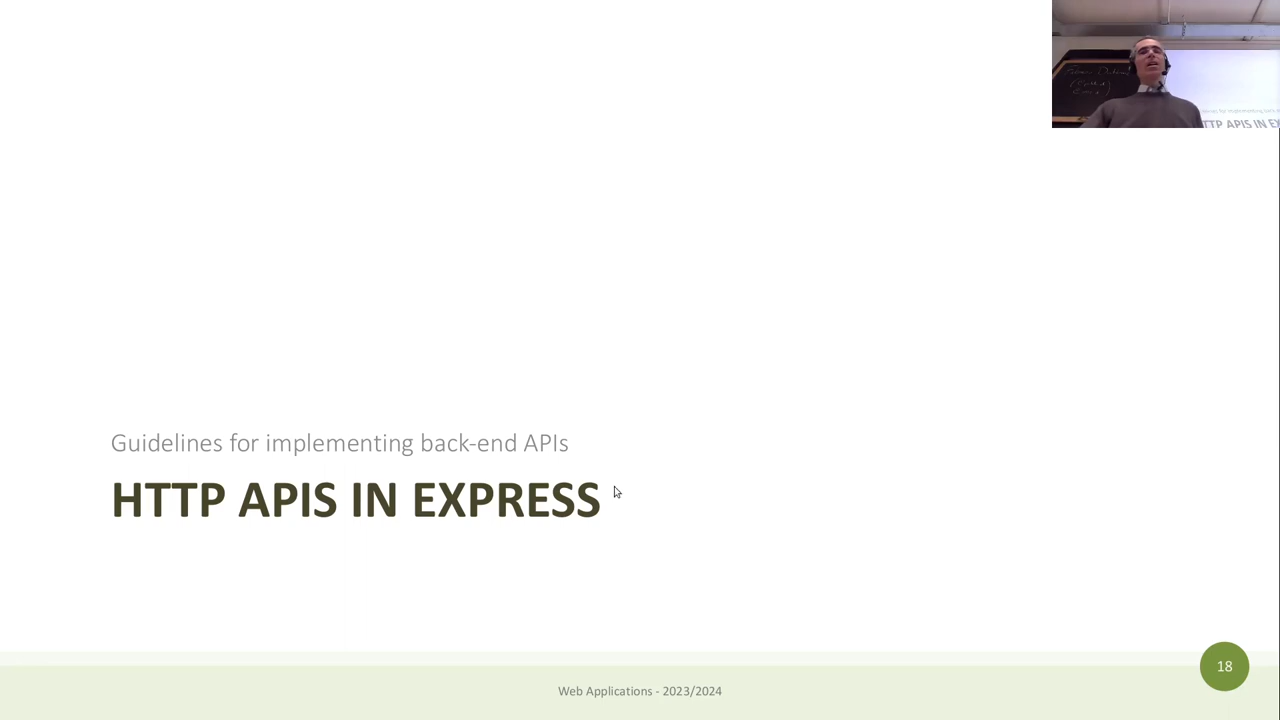 Guidelines for implementing back-end APIs
HTTP APIS IN EXPRESS
18
Web Applications - 2023/2024